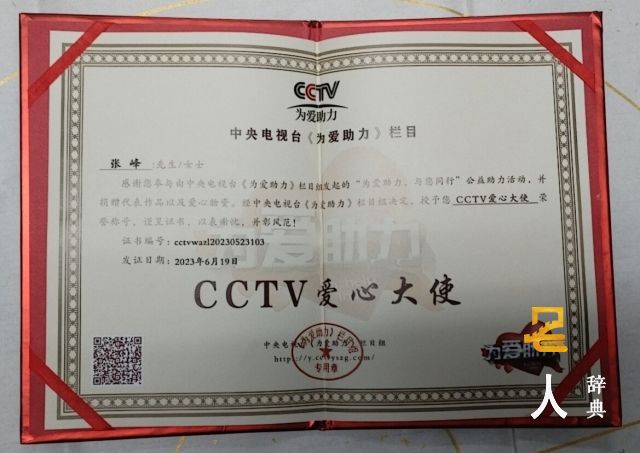 CCTV
为爱助力
中央电视台《为爱助力》栏目
张峰:先生/女士
感谢您参与由中央电视台《为爱助力》栏目组发起的“为爱助力,与您同行”公益助力活动,并
捐赠代表作品以及爱心物资。经中央电视台《为爱助力》栏目组决定,授予您 CCTV爱心大使 荣
誉称号,谨呈证书,以表谢忱,并彰风范!
证书编号:cctvwazl20230523103
发证日期:2023年6月19日
为爱助力
CCTV爱心大使
中央电视台《为爱助力》栏目组
《为爱助力》栏目组
专用章
为爱助
人
辞典